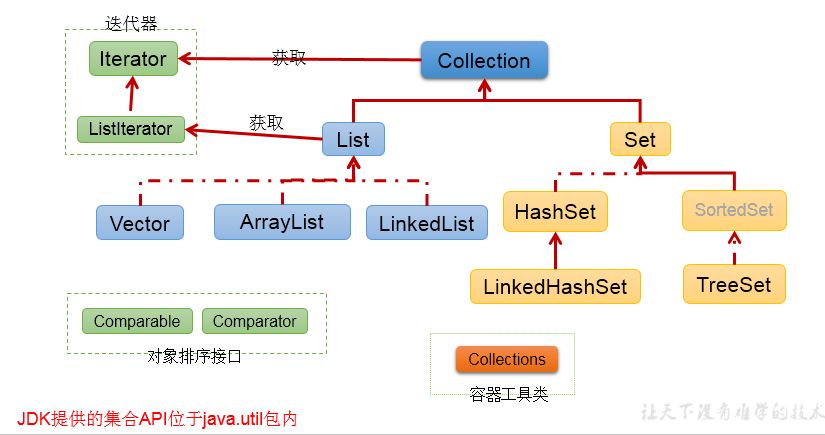 迭代器
Iterator
获取
Collection
ListIterator
获取
List
Set
Vector
ArrayList
LinkedList
HashSet
SortedSet
LinkedHashSet
TreeSet
Comparable
Comparator
对象排序接口
Collections
容器工具类
JDK提供的集合API位于java.util包内
让天下没有难学的技术